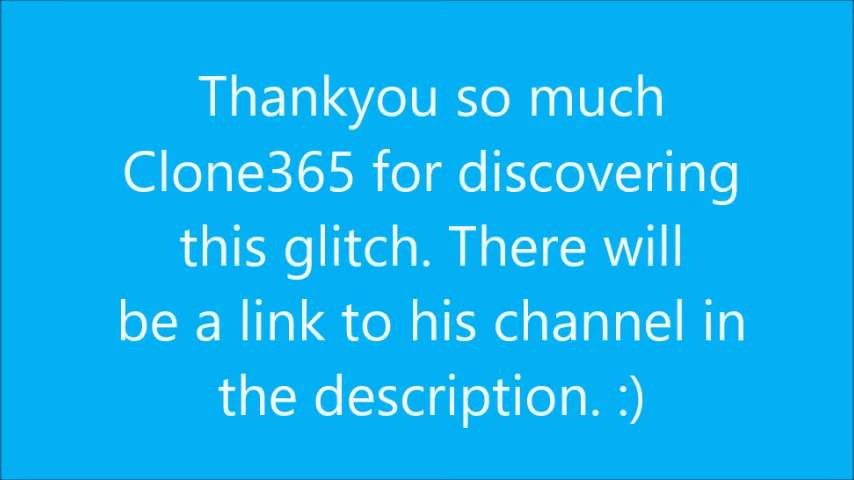 Thankyou so much
Clone365 for discovering
this glitch. There will
be a link to his channel in
the description. :)